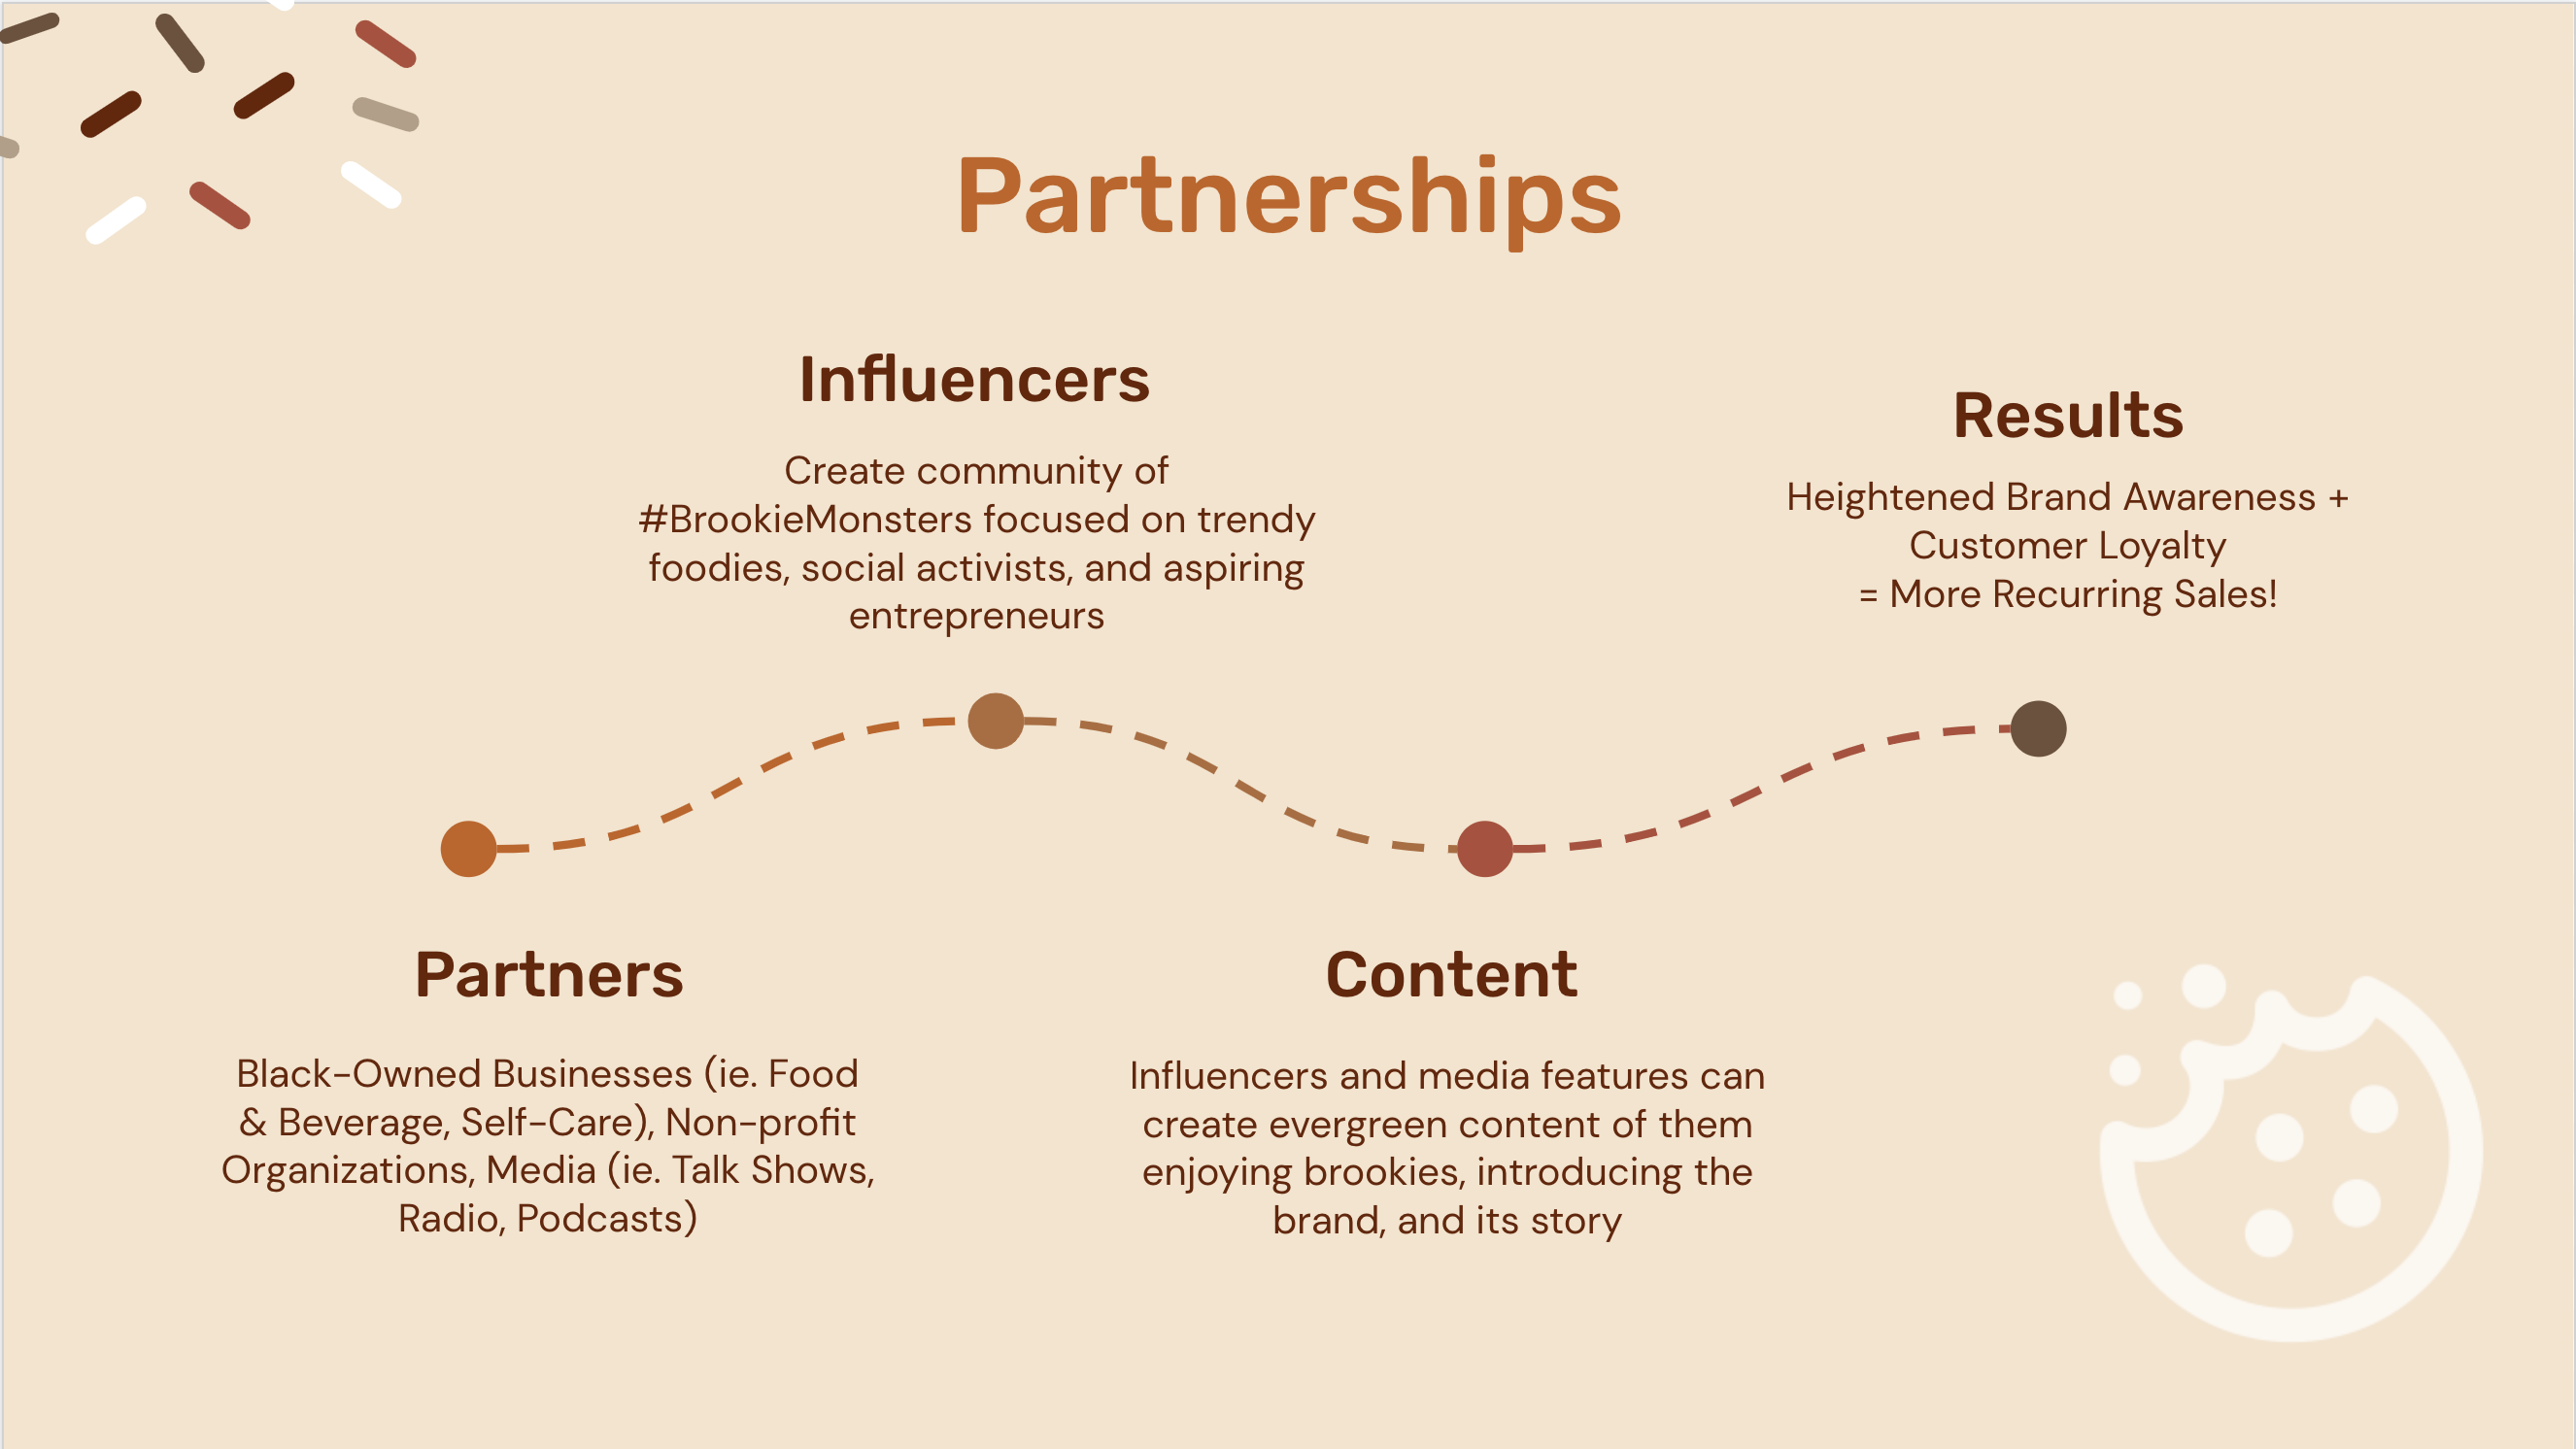 Partnerships
Influencers
Create community of
#BrookieMonsters focused on trendy
foodies, social activists, and aspiring
entrepreneurs
Results
Heightened Brand Awareness +
Customer Loyalty
= More Recurring Sales!
Partners
Black-Owned Businesses (ie. Food
& Beverage, Self-Care), Non-profit
Organizations, Media (ie. Talk Shows,
Radio, Podcasts)
Content
Influencers and media features can
create evergreen content of them
enjoying brookies, introducing the
brand, and its story